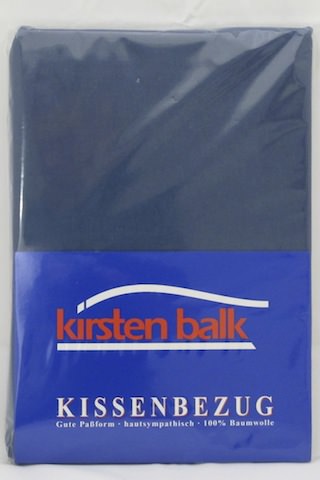 kirsten balk
KISSENBEZUG
Gute Paßform · hautsympathisch · 100% Baumwolle